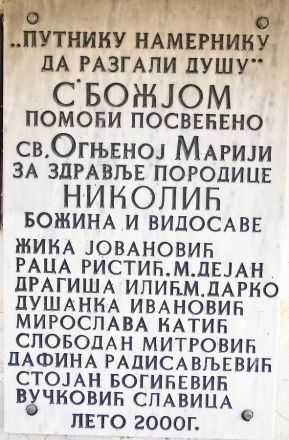 „ПУТНИКУ НАМЕРНИКУ
ДА РАЗГАЛИ ДУШУ“
С БОЖЈОМ
ПОМОЋИ ПОСВЕЋЕНО
СВ. ОГЊЕНОЈ МАРИЈИ
ЗА ЗДРАВЉЕ ПОРОДИЦЕ
НИКОЛИЋ
БОЖИНА И ВИДОСАВЕ
ЖИКА ЈОВАНОВИЋ
РАЦА РИСТИЋ.М.ДЕЈАН
ДРАГИША ИЛИЋ.М.ДАРКО
ДУШАНКА ИВАНОВИЋ
МИРОСЛАВА КАТИЋ
СЛОБОДАН МИТРОВИЋ
ДАФИНА РАДИСАВЉЕВИЋ
СТОЈАН БОГИЋЕВИЋ
ВУЧКОВИЋ СЛАВИЦА
ЛЕТО 2000Г.